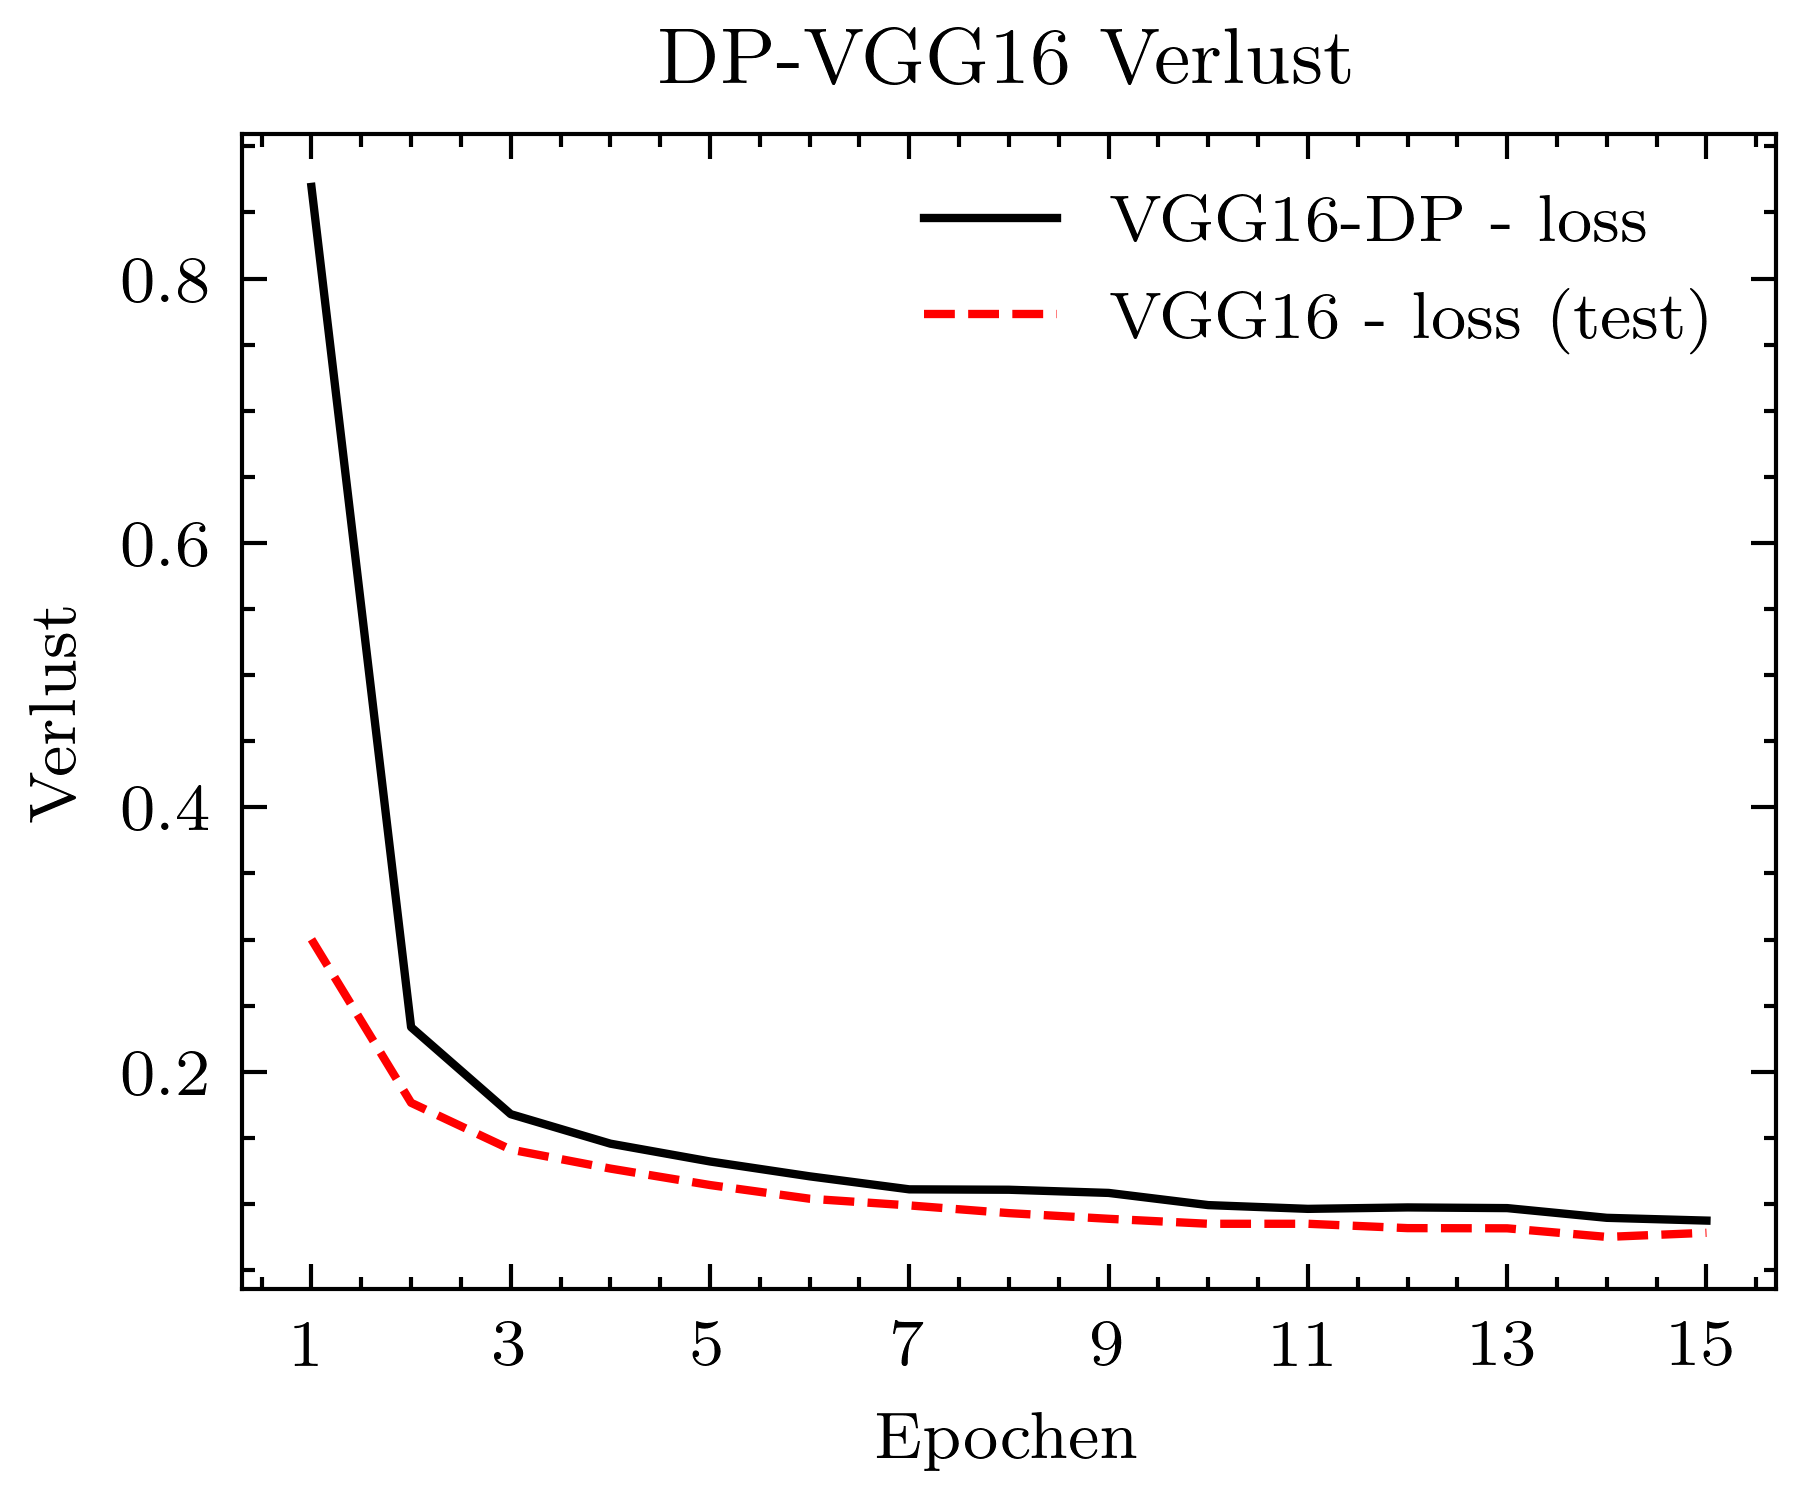 DP-VGG16 Verlust
VGG16-DP - loss
VGG16 - loss (test)
0.8
0.6
0.4
0.2
Verlust
1 3 5 7 9 11 13 15
Epochen